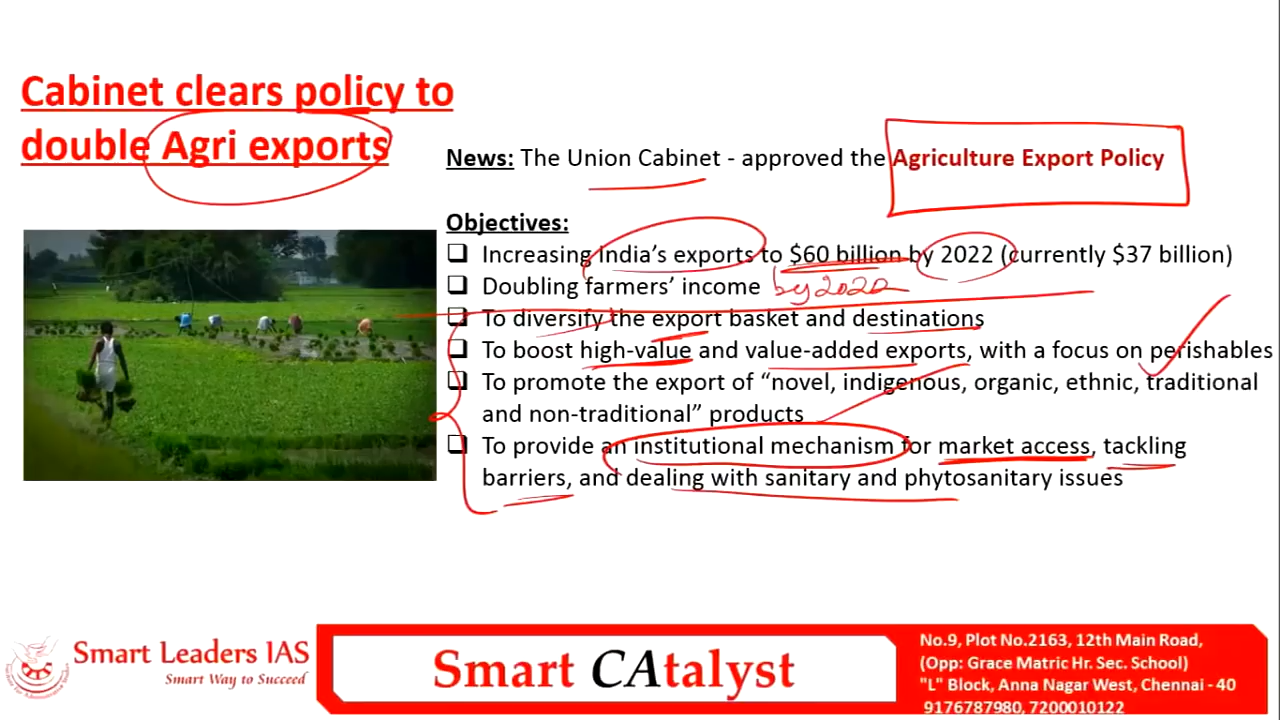 Cabinet clears policy to
double Agri exports
News: The Union Cabinet - approved the Agriculture Export Policy
Objectives:
Increasing India's exports to $60 billion by 2022 (currently $37 billion)
Doubling farmers' income by 2022
To diversify the export basket and destinations
To boost high-value and value-added exports, with a focus on perishables
To promote the export of “novel, indigenous, organic, ethnic, traditional
and non-traditional” products
To provide an institutional mechanism for market access, tackling
barriers, and dealing with sanitary and phytosanitary issues
Smart Leaders IAS
Smart Way to Succeed
Smart CAtalyst
No.9, Plot No.2163, 12th Main Road,
(Opp: Grace Matric Hr. Sec. School)
"L" Block, Anna Nagar West, Chennai - 40
9176787980, 7200010122